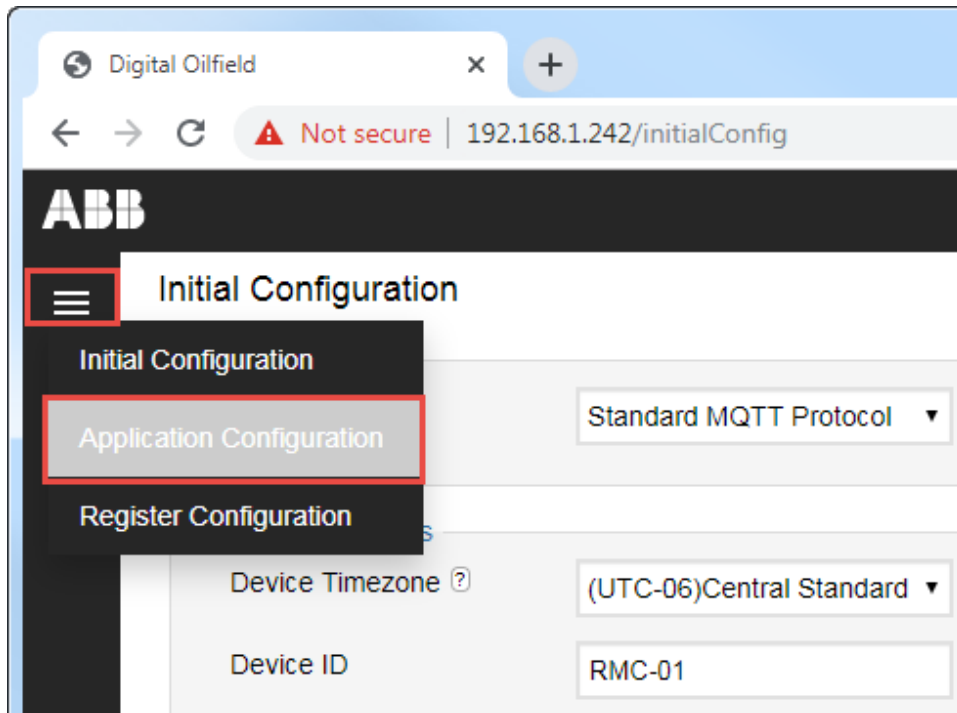 Digital Oilfield
Not secure | 192.168.1.242/initialConfig
ABB
Initial Configuration
Initial Configuration
Standard MQTT Protocol
Application Configuration
Register Configuration
s
Device Timezone ?
(UTC-06)Central Standard
Device ID
RMC-01